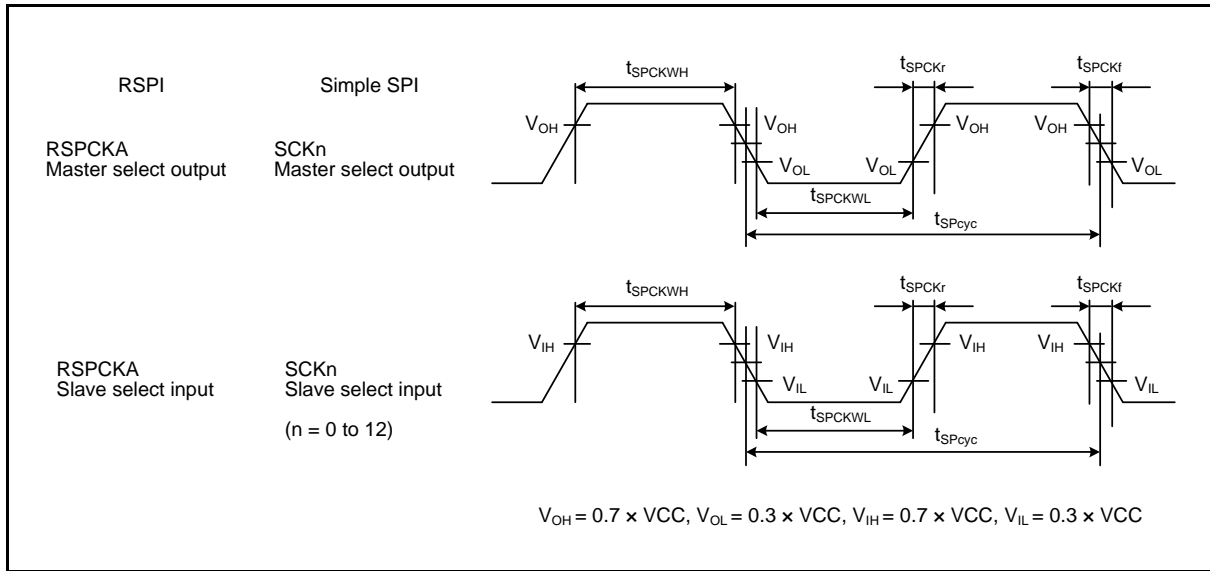 RSPI
Simple SPI
tSPCKWH
tSPCKr
tSPCKf
VOH
VOH
VOH
VOH
RSPCKA
Master select output
SCKn
Master select output
VOL
VOL
VOL
tSPCKWL
tSPcyc
tSPCKWH
tSPCKr
tSPCKf
VIH
VIH
VIH
VIH
RSPCKA
Slave select input
SCKn
Slave select input
(n = 0 to 12)
VIL
VIL
VIL
tSPCKWL
tSPcyc
VOH = 0.7 × VCC, VOL = 0.3 × VCC, VIH = 0.7 × VCC, VIL = 0.3 × VCC